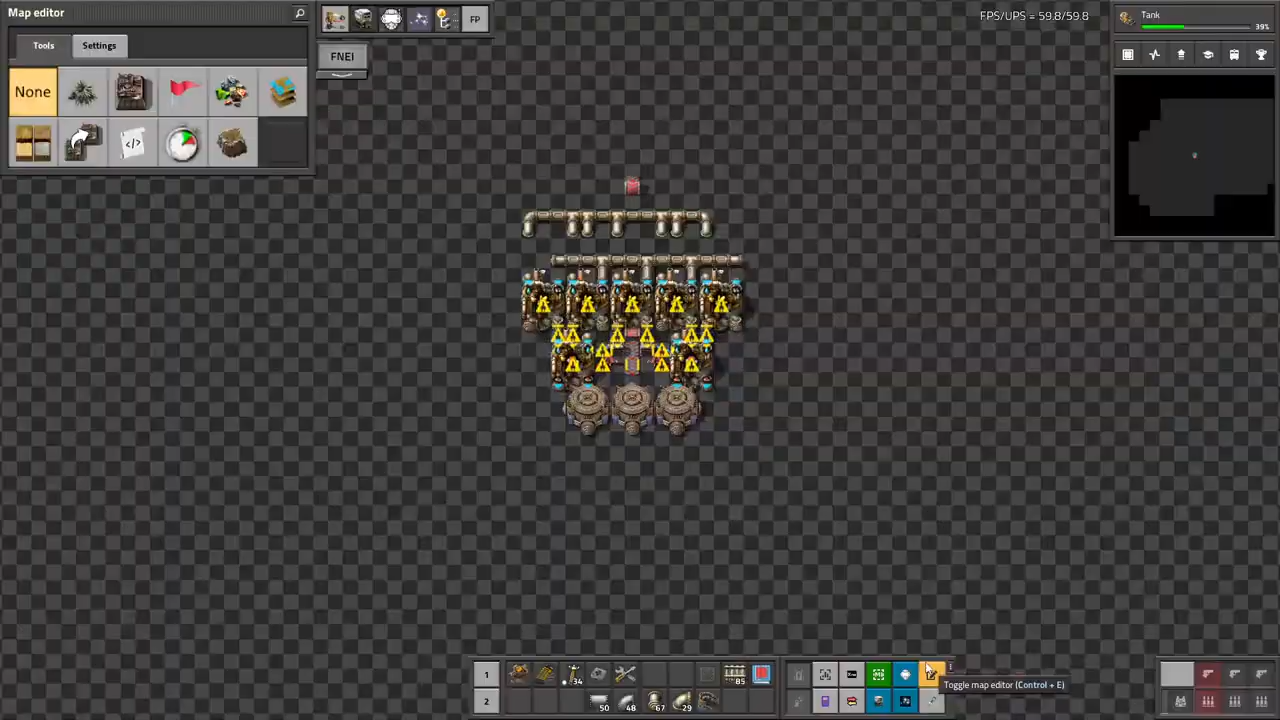 Map editor
Tools
Settings
None
</>
FP
FNEI
FPS/UPS = 59.8/59.8
Tank
39%
1
34
85
2
50
48
67
29
Toggle map editor (Control + E)